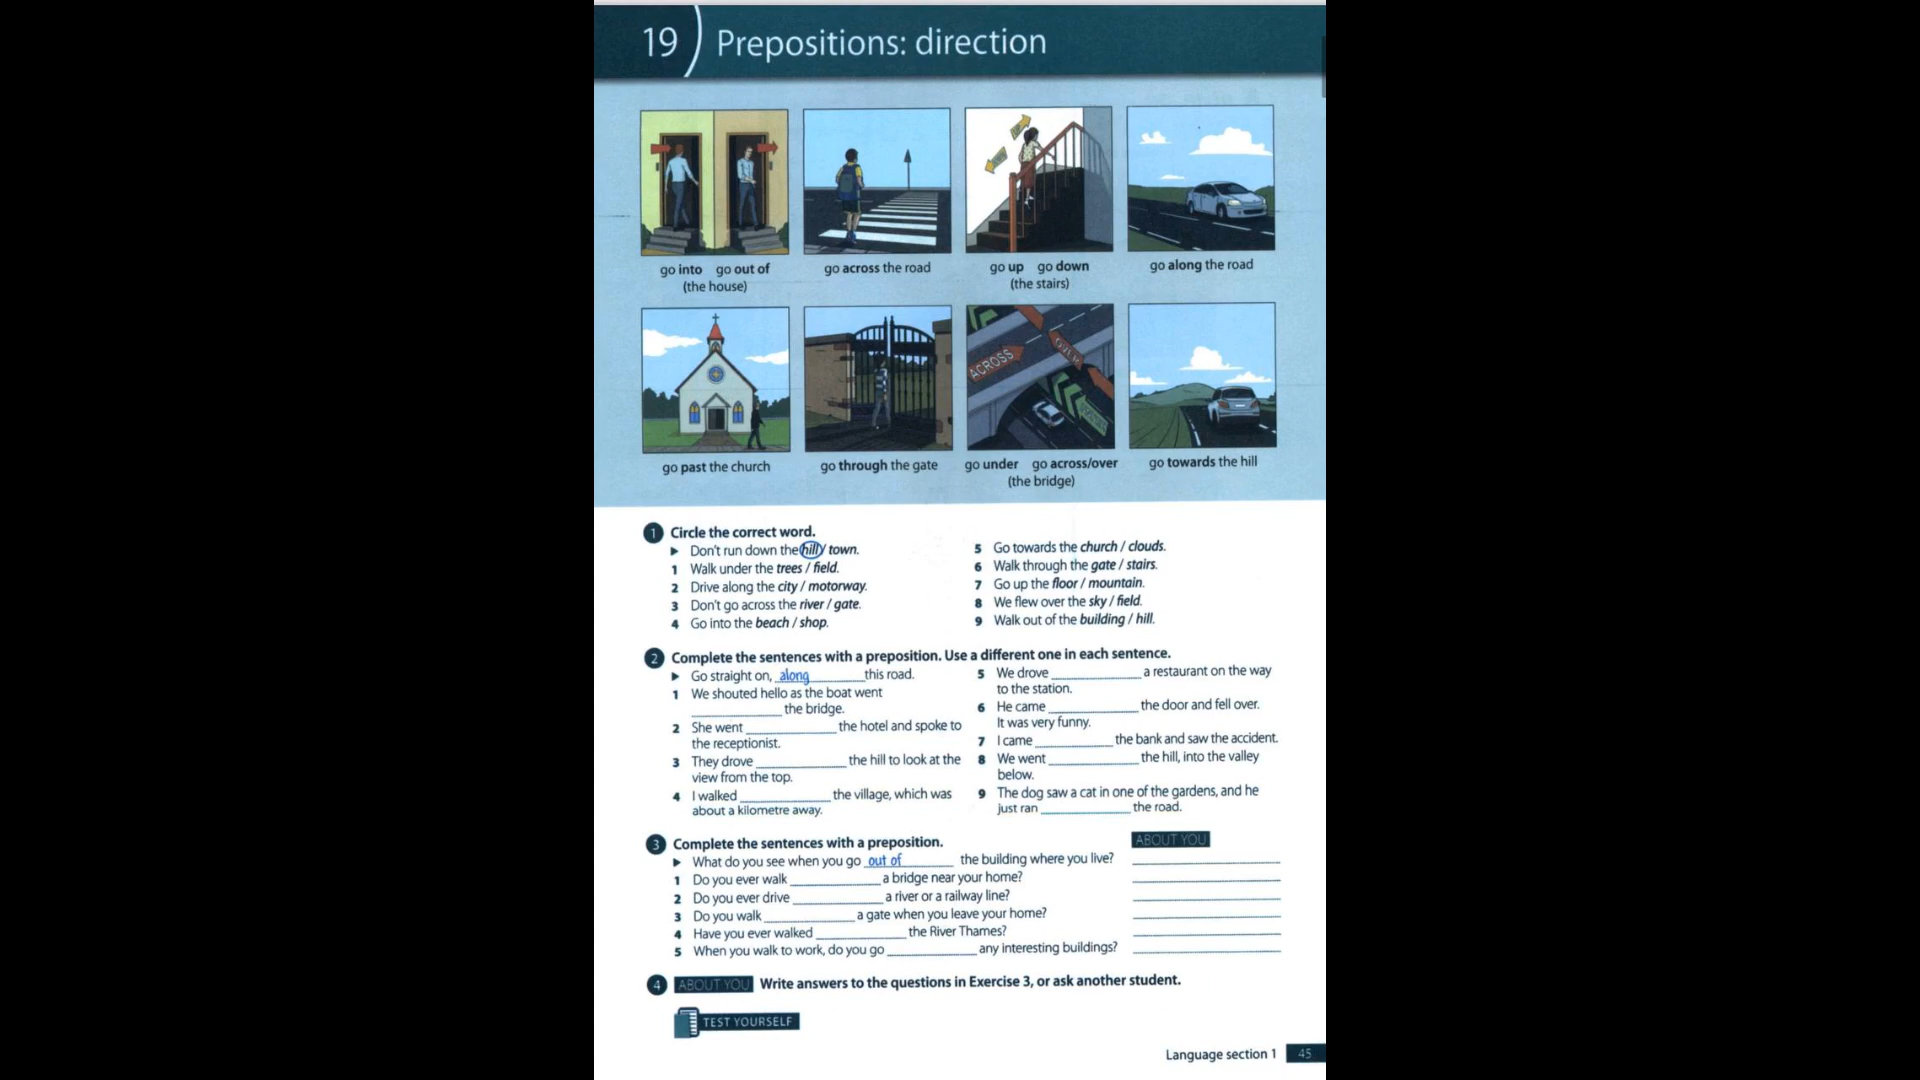 19 Prepositions: direction
go into go out of
(the house)
go across the road
go up go down
(the stairs)
go along the road
ACROSS
go past the church
go through the gate
go under go across/over
(the bridge)
go towards the hill
1 Circle the correct word.
▶ Don't run down the hill / town.
1 Walk under the trees / field.
2 Drive along the city / motorway.
3 Don't go across the river / gate.
4 Go into the beach / shop.
5 Go towards the church / clouds.
6 Walk through the gate / stairs.
7 Go up the floor / mountain.
8 We flew over the sky / field.
9 Walk out of the building / hill.
2 Complete the sentences with a preposition. Use a different one in each sentence.
▶ Go straight on, along this road.
1 We shouted hello as the boat went
the bridge.
2 She went the hotel and spoke to
the receptionist.
3 They drove the hill to look at the
view from the top.
4 I walked the village, which was
about a kilometre away.
5 We drove a restaurant on the way
to the station.
6 He came the door and fell over.
It was very funny.
7 I came the bank and saw the accident.
8 We went the hill, into the valley
below.
9 The dog saw a cat in one of the gardens, and he
just ran the road.
3 Complete the sentences with a preposition.
ABOUT YOU
▶ What do you see when you go out of the building where you live?
1 Do you ever walk a bridge near your home?
2 Do you ever drive a river or a railway line?
3 Do you walk a gate when you leave your home?
4 Have you ever walked the River Thames?
5 When you walk to work, do you go any interesting buildings?
4 ABOUT YOU Write answers to the questions in Exercise 3, or ask another student.
TEST YOURSELF
Language section 1 45